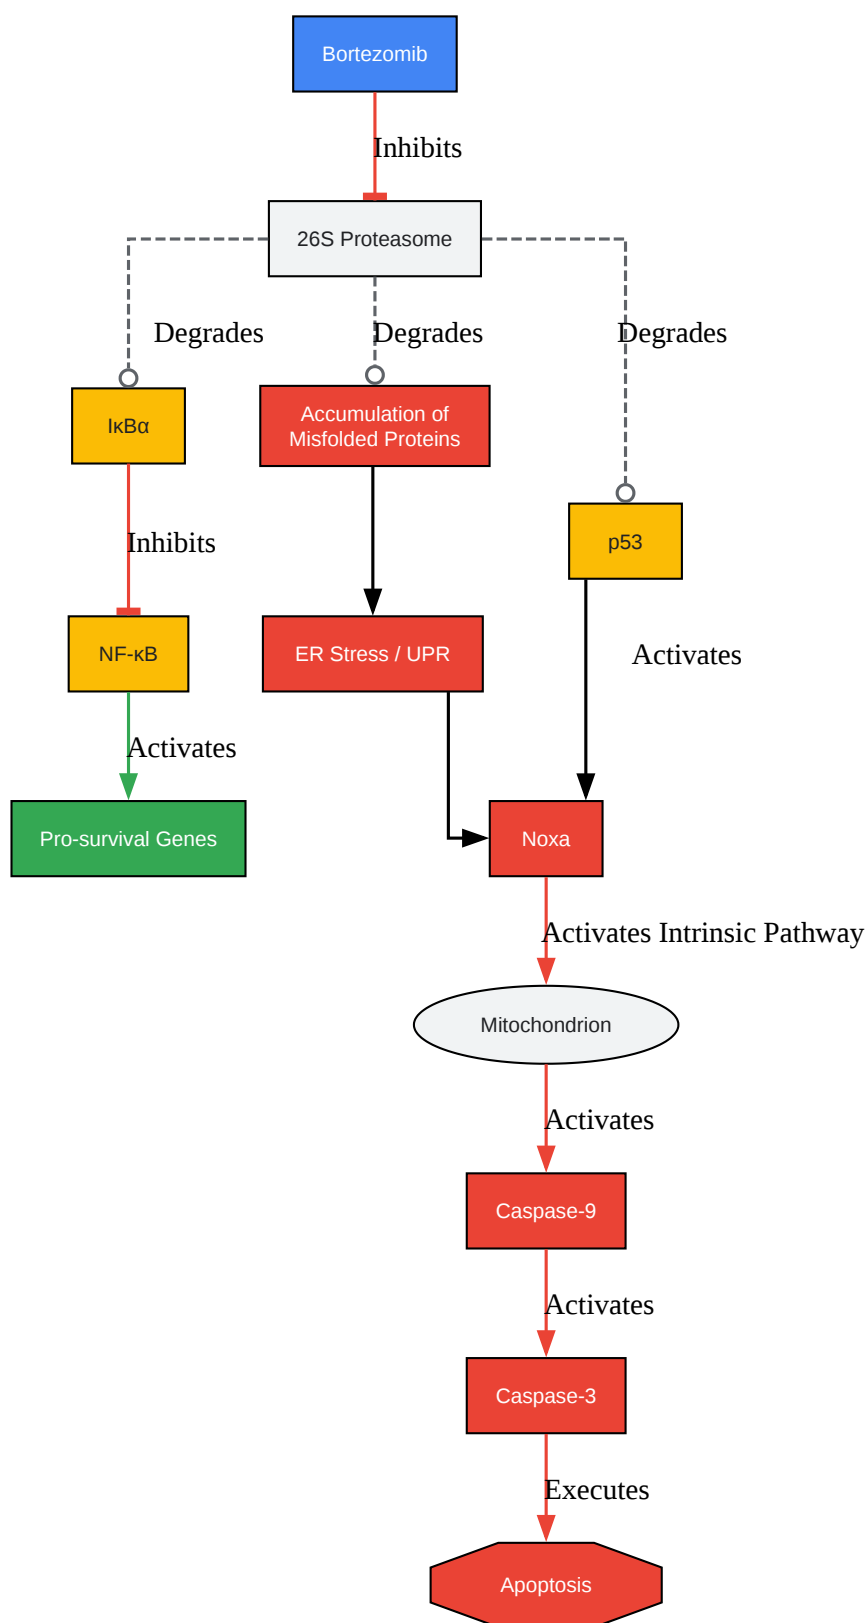 Bortezomib
Inhibits
26S Proteasome
Degrades
Degrades
Degrades
IκBα
Accumulation of
Misfolded Proteins
Inhibits
p53
NF-κB
ER Stress / UPR
Activates
Activates
Pro-survival Genes
Noxa
Activates Intrinsic Pathway
Mitochondrion
Activates
Caspase-9
Activates
Caspase-3
Executes
Apoptosis